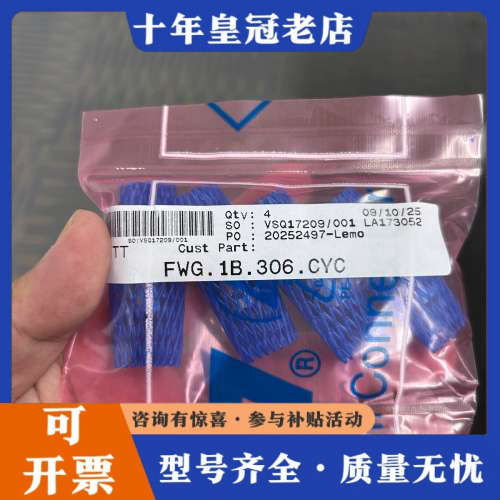 十年皇冠老店
Qty: 4 09/10/25
SO : VSQ17209/001 LA173052
PO : 20252497-Lemo
SO:VSQ17209/001
TT Cust Part:
FWG.1B.306.CYC
®
Connec
咨询有惊喜·参与补贴活动
可开票
型号齐全·质量无忧